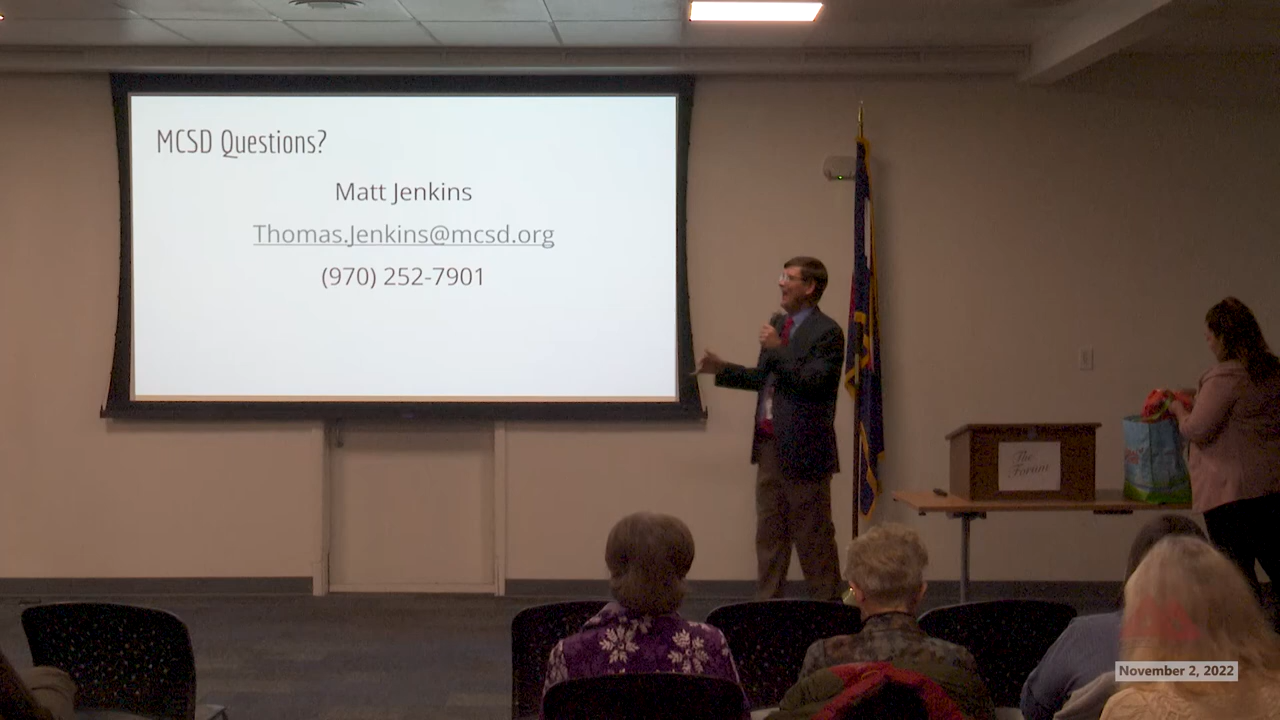 MCSD Questions?
Matt Jenkins
Thomas.Jenkins@mcsd.org
(970) 252-7901
The
Forum
November 2, 2022